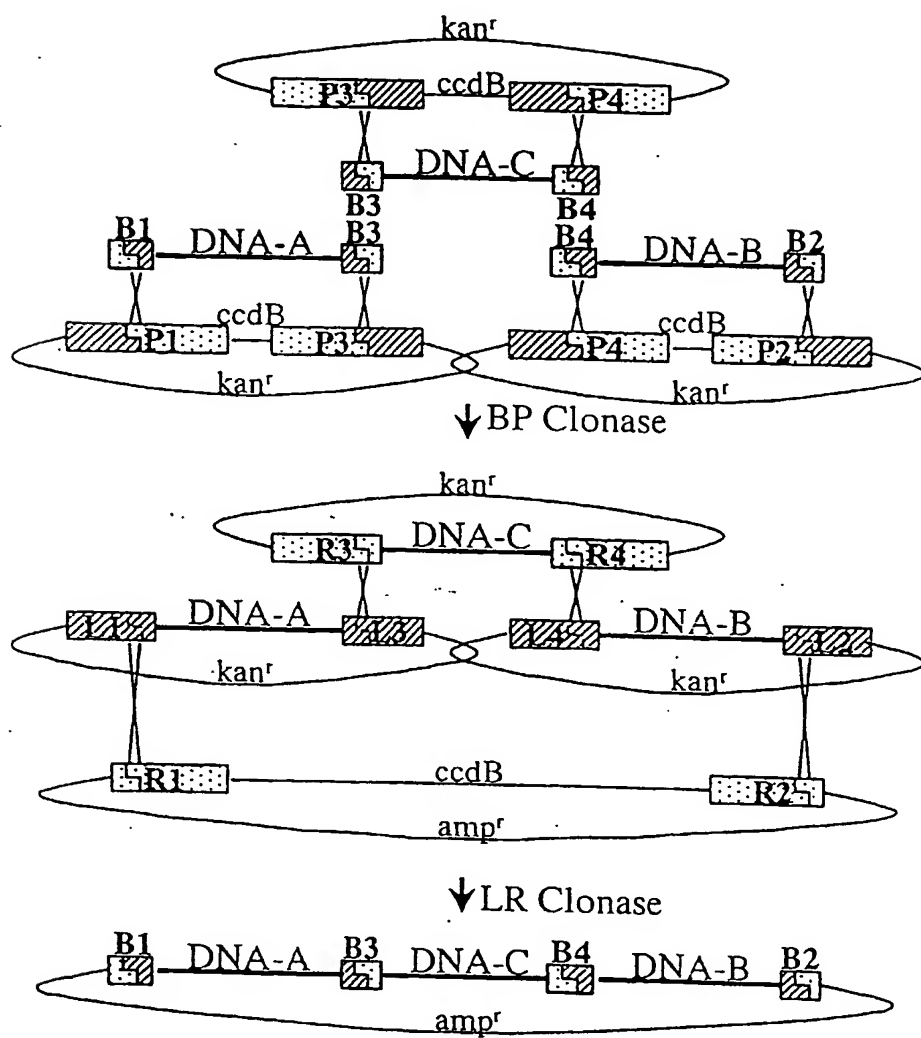 kanʳ
P3 ccdB P4
DNA-C
B3 B4
B1 DNA-A B3 B4 DNA-B B2
P1 ccdB P3 P4 ccdB P2
kanʳ kanʳ
BP Clonase
kanʳ
R3 DNA-C R4
L1 DNA-A L3 L4 DNA-B L2
kanʳ kanʳ
R1 ccdB R2
ampʳ
LR Clonase
B1 DNA-A B3 DNA-C B4 DNA-B B2
ampʳ